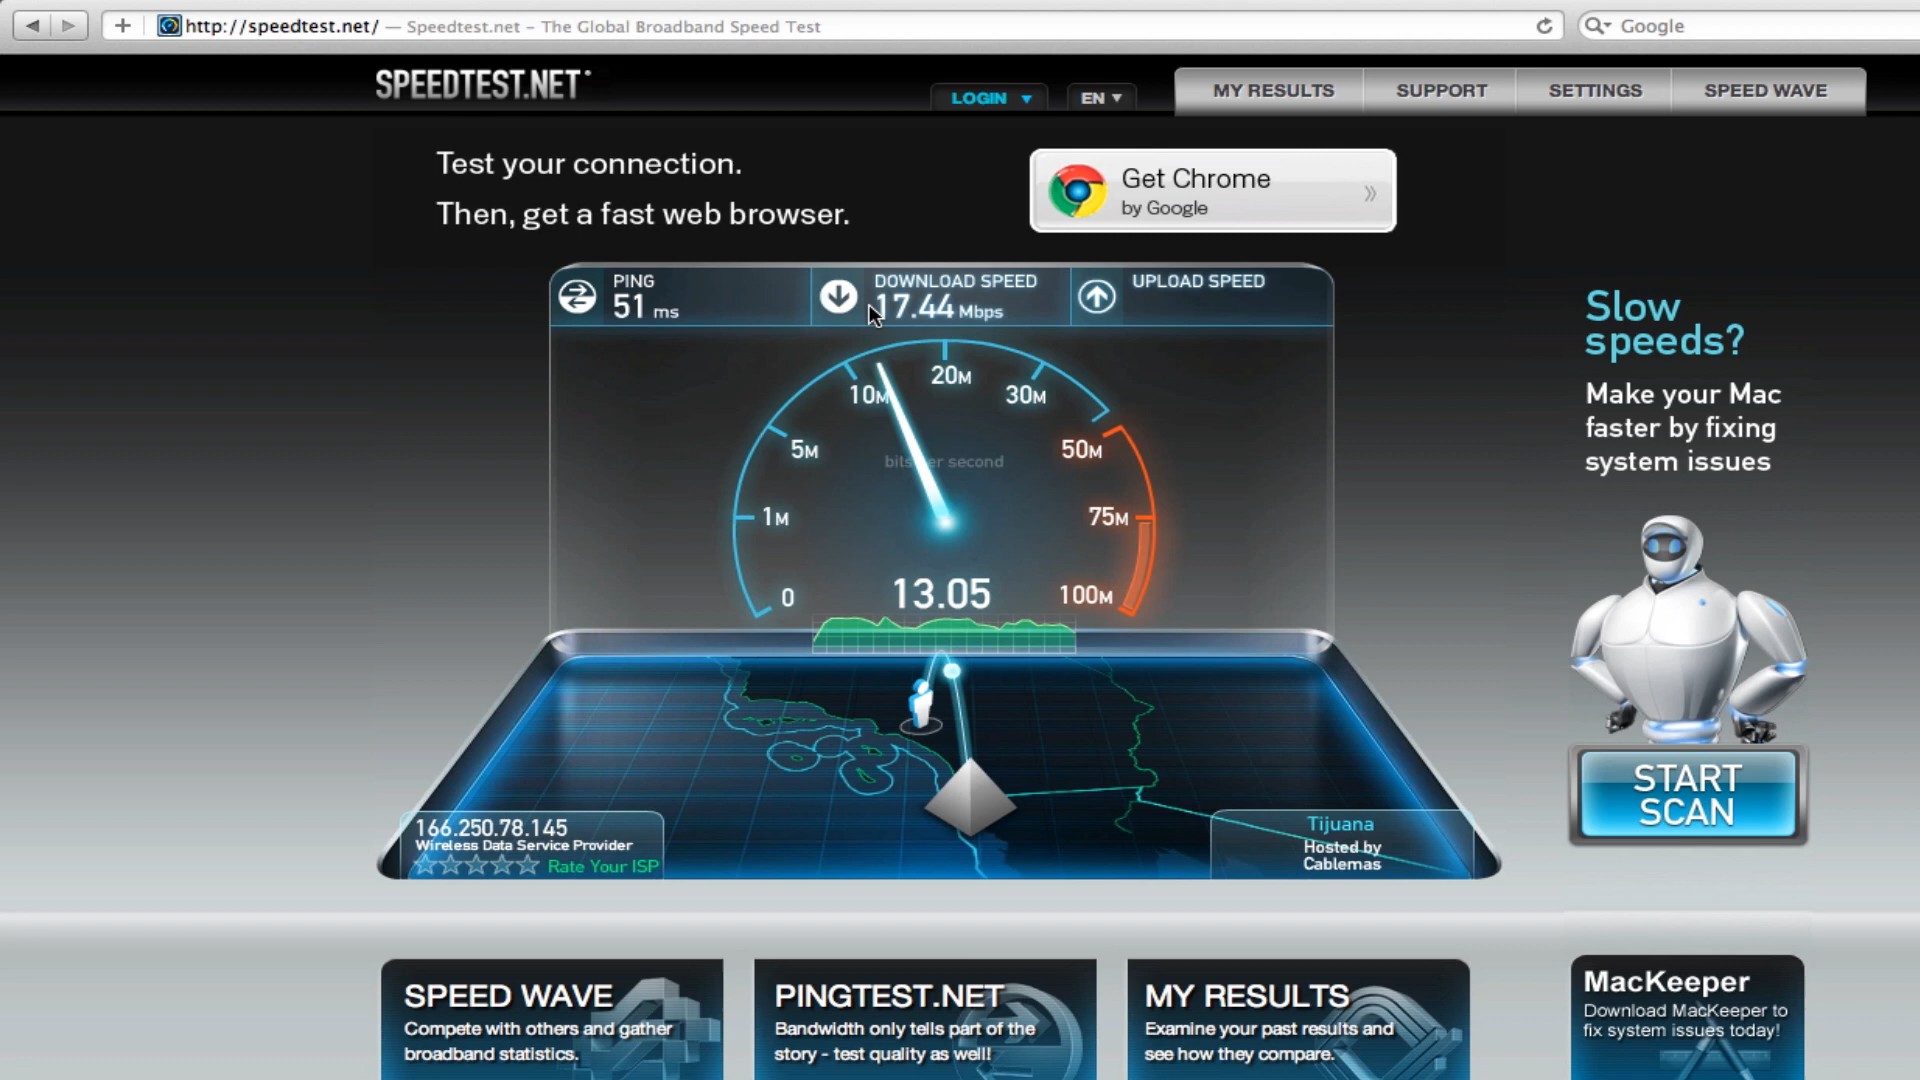 http://speedtest.net/ — Speedtest.net – The Global Broadband Speed Test
Google
SPEEDTEST.NET
LOGIN
EN
MY RESULTS
SUPPORT
SETTINGS
SPEED WAVE
Test your connection.
Then, get a fast web browser.
Get Chrome
by Google
PING
51 ms
DOWNLOAD SPEED
17.44 Mbps
UPLOAD SPEED
20M
10M
30M
5M
50M
bits per second
1M
75M
0
13.05
100M
Slow
speeds?
Make your Mac
faster by fixing
system issues
START
SCAN
166.250.78.145
Wireless Data Service Provider
Rate Your ISP
Tijuana
Hosted by
Cablemas
SPEED WAVE
Compete with others and gather
broadband statistics.
PINGTEST.NET
Bandwidth only tells part of the
story - test quality as well!
MY RESULTS
Examine your past results and
see how they compare.
MacKeeper
Download MacKeeper to
fix system issues today!